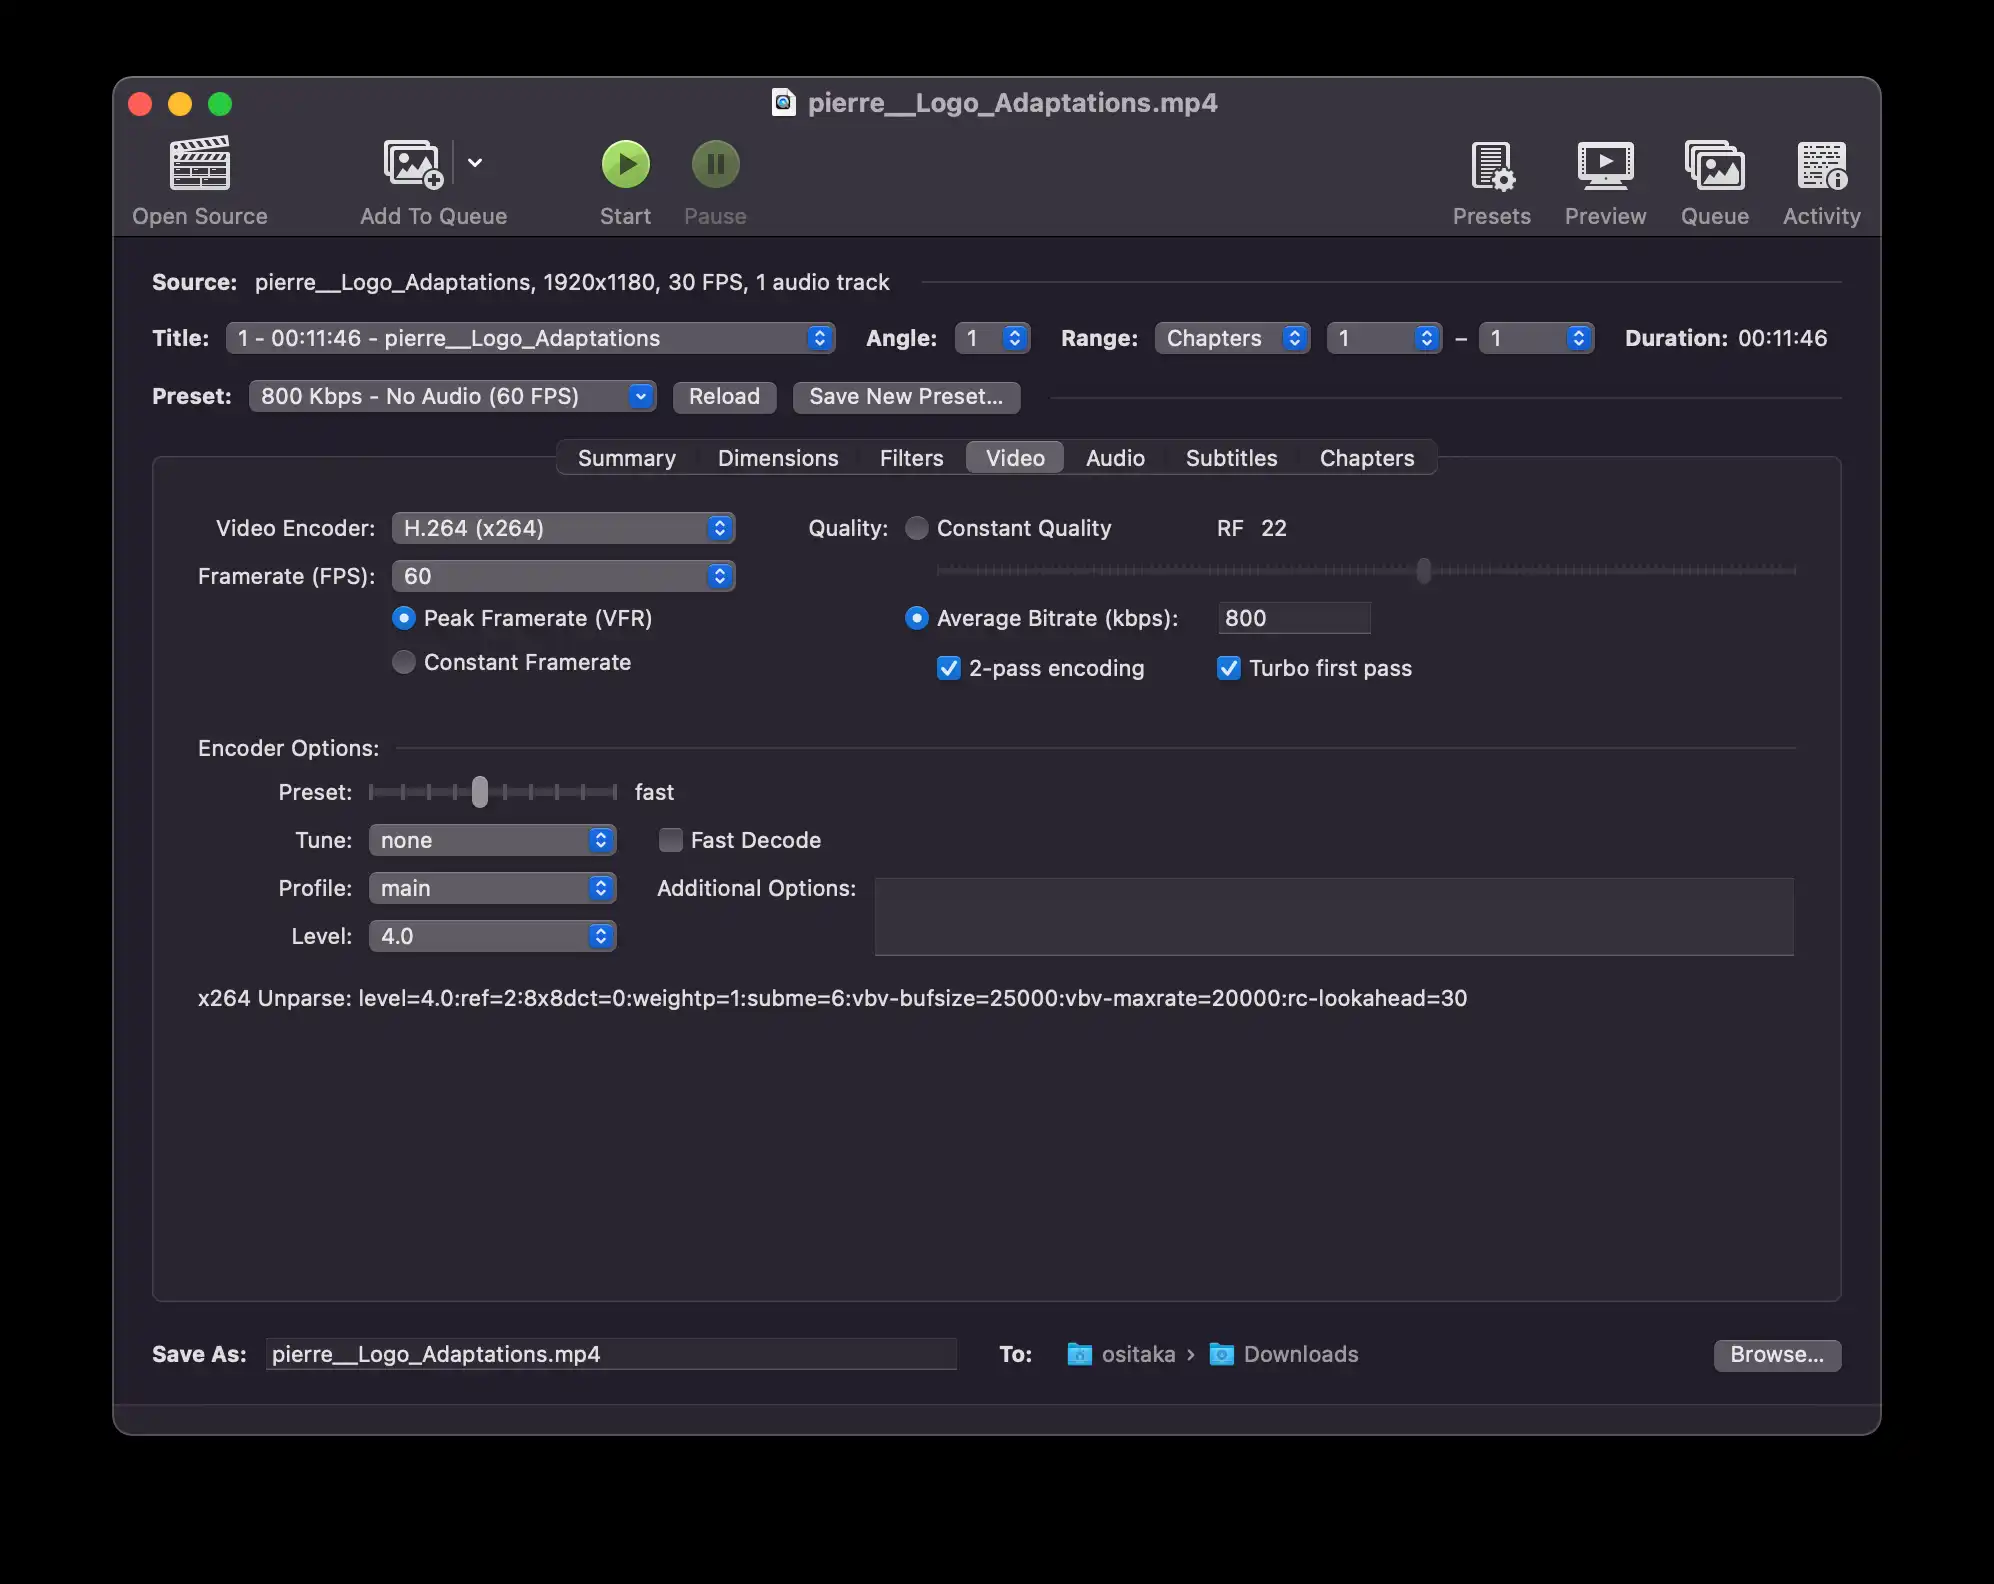 pierre__Logo_Adaptations.mp4
Open Source
Add To Queue
Start
Pause
Presets
Preview
Queue
Activity
Source: pierre__Logo_Adaptations, 1920x1180, 30 FPS, 1 audio track
Title: 1 - 00:11:46 - pierre__Logo_Adaptations Angle: 1 Range: Chapters 1 – 1 Duration: 00:11:46
Preset: 800 Kbps - No Audio (60 FPS) Reload Save New Preset...
Summary Dimensions Filters Video Audio Subtitles Chapters
Video Encoder: H.264 (x264) Quality: Constant Quality RF 22
Framerate (FPS): 60
Peak Framerate (VFR) Average Bitrate (kbps): 800
Constant Framerate 2-pass encoding Turbo first pass
Encoder Options:
Preset: fast
Tune: none Fast Decode
Profile: main Additional Options:
Level: 4.0
x264 Unparse: level=4.0:ref=2:8x8dct=0:weightp=1:subme=6:vbv-bufsize=25000:vbv-maxrate=20000:rc-lookahead=30
Save As: pierre__Logo_Adaptations.mp4 To: ositaka › Downloads Browse...